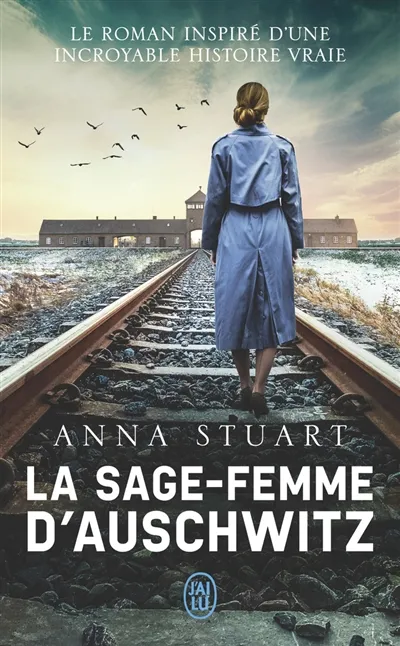 LE ROMAN INSPIRÉ D'UNE
INCROYABLE HISTOIRE VRAIE
ANNA STUART
LA SAGE-FEMME
D'AUSCHWITZ
J'AI
LU